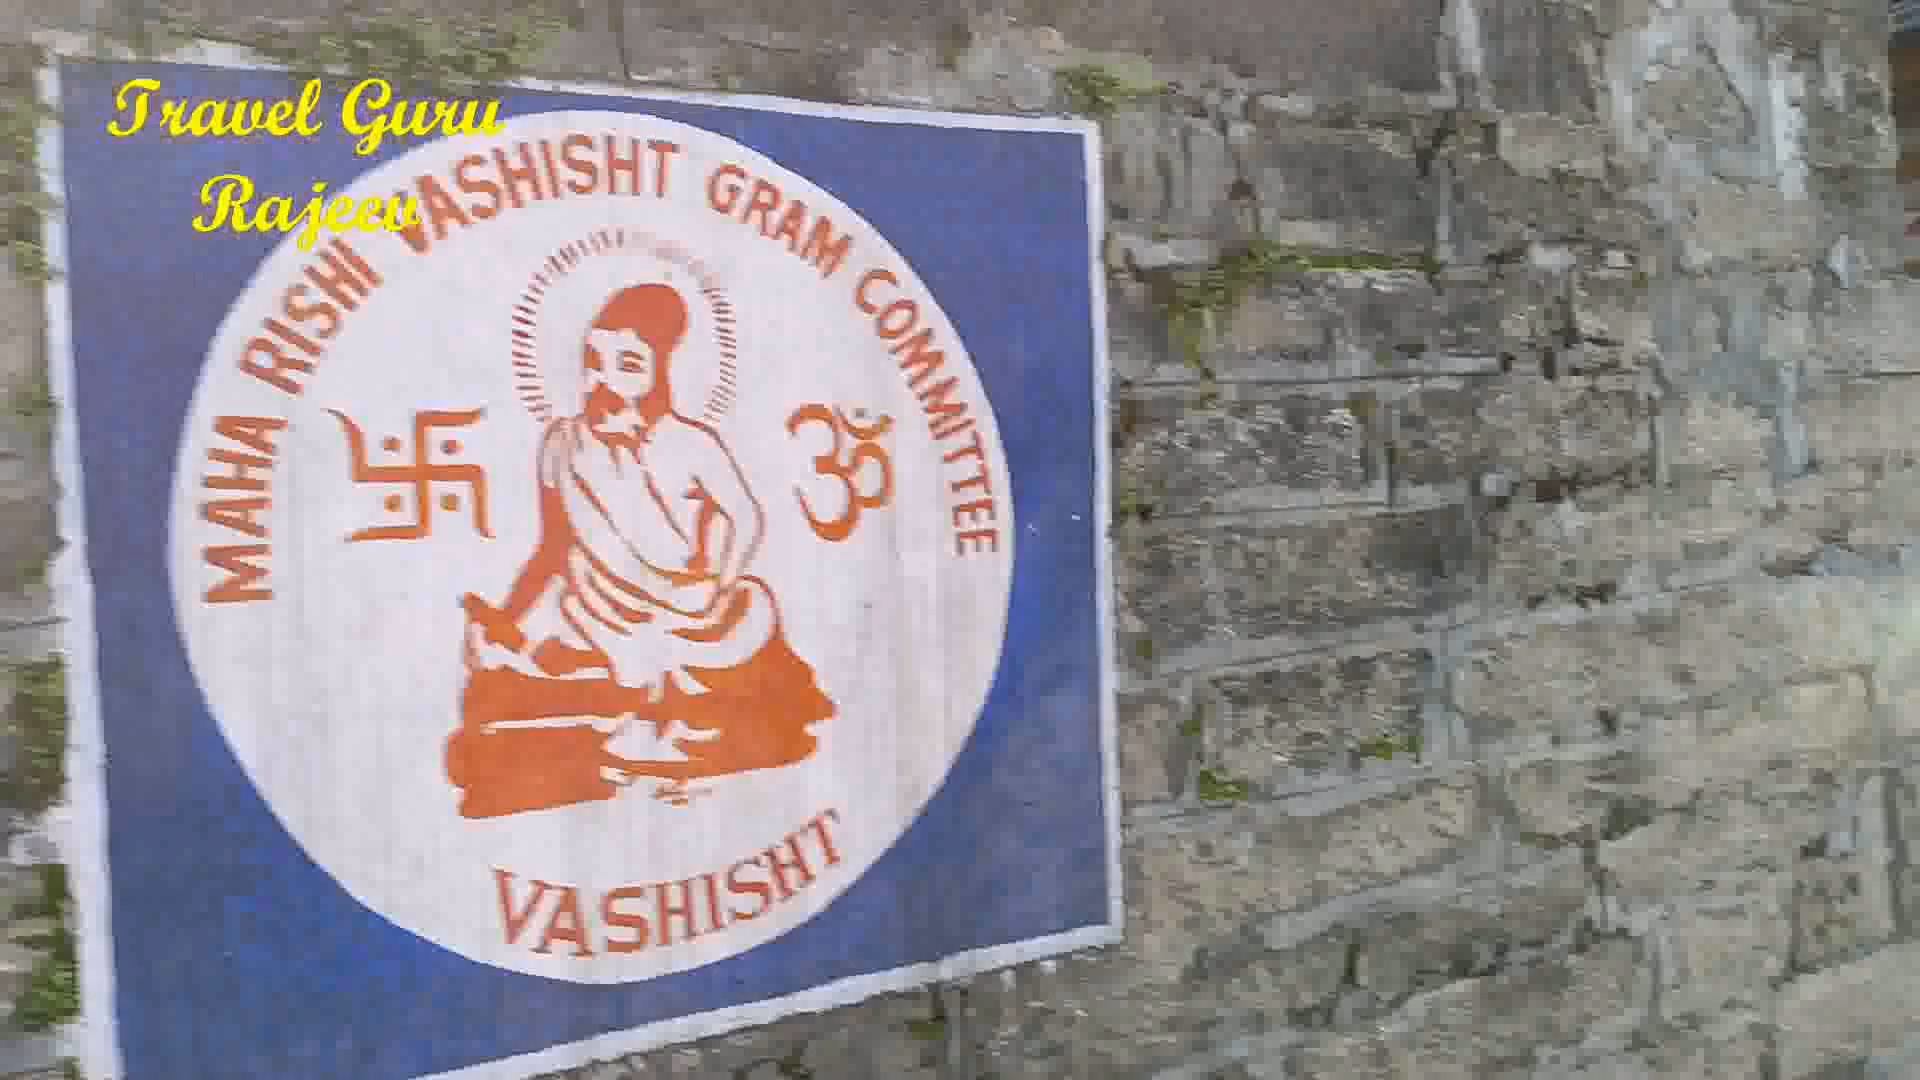 Travel Guru
Rajeev
MAHA RISHI VASHISHT GRAM COMMITTEE
ॐ
VASHISHT